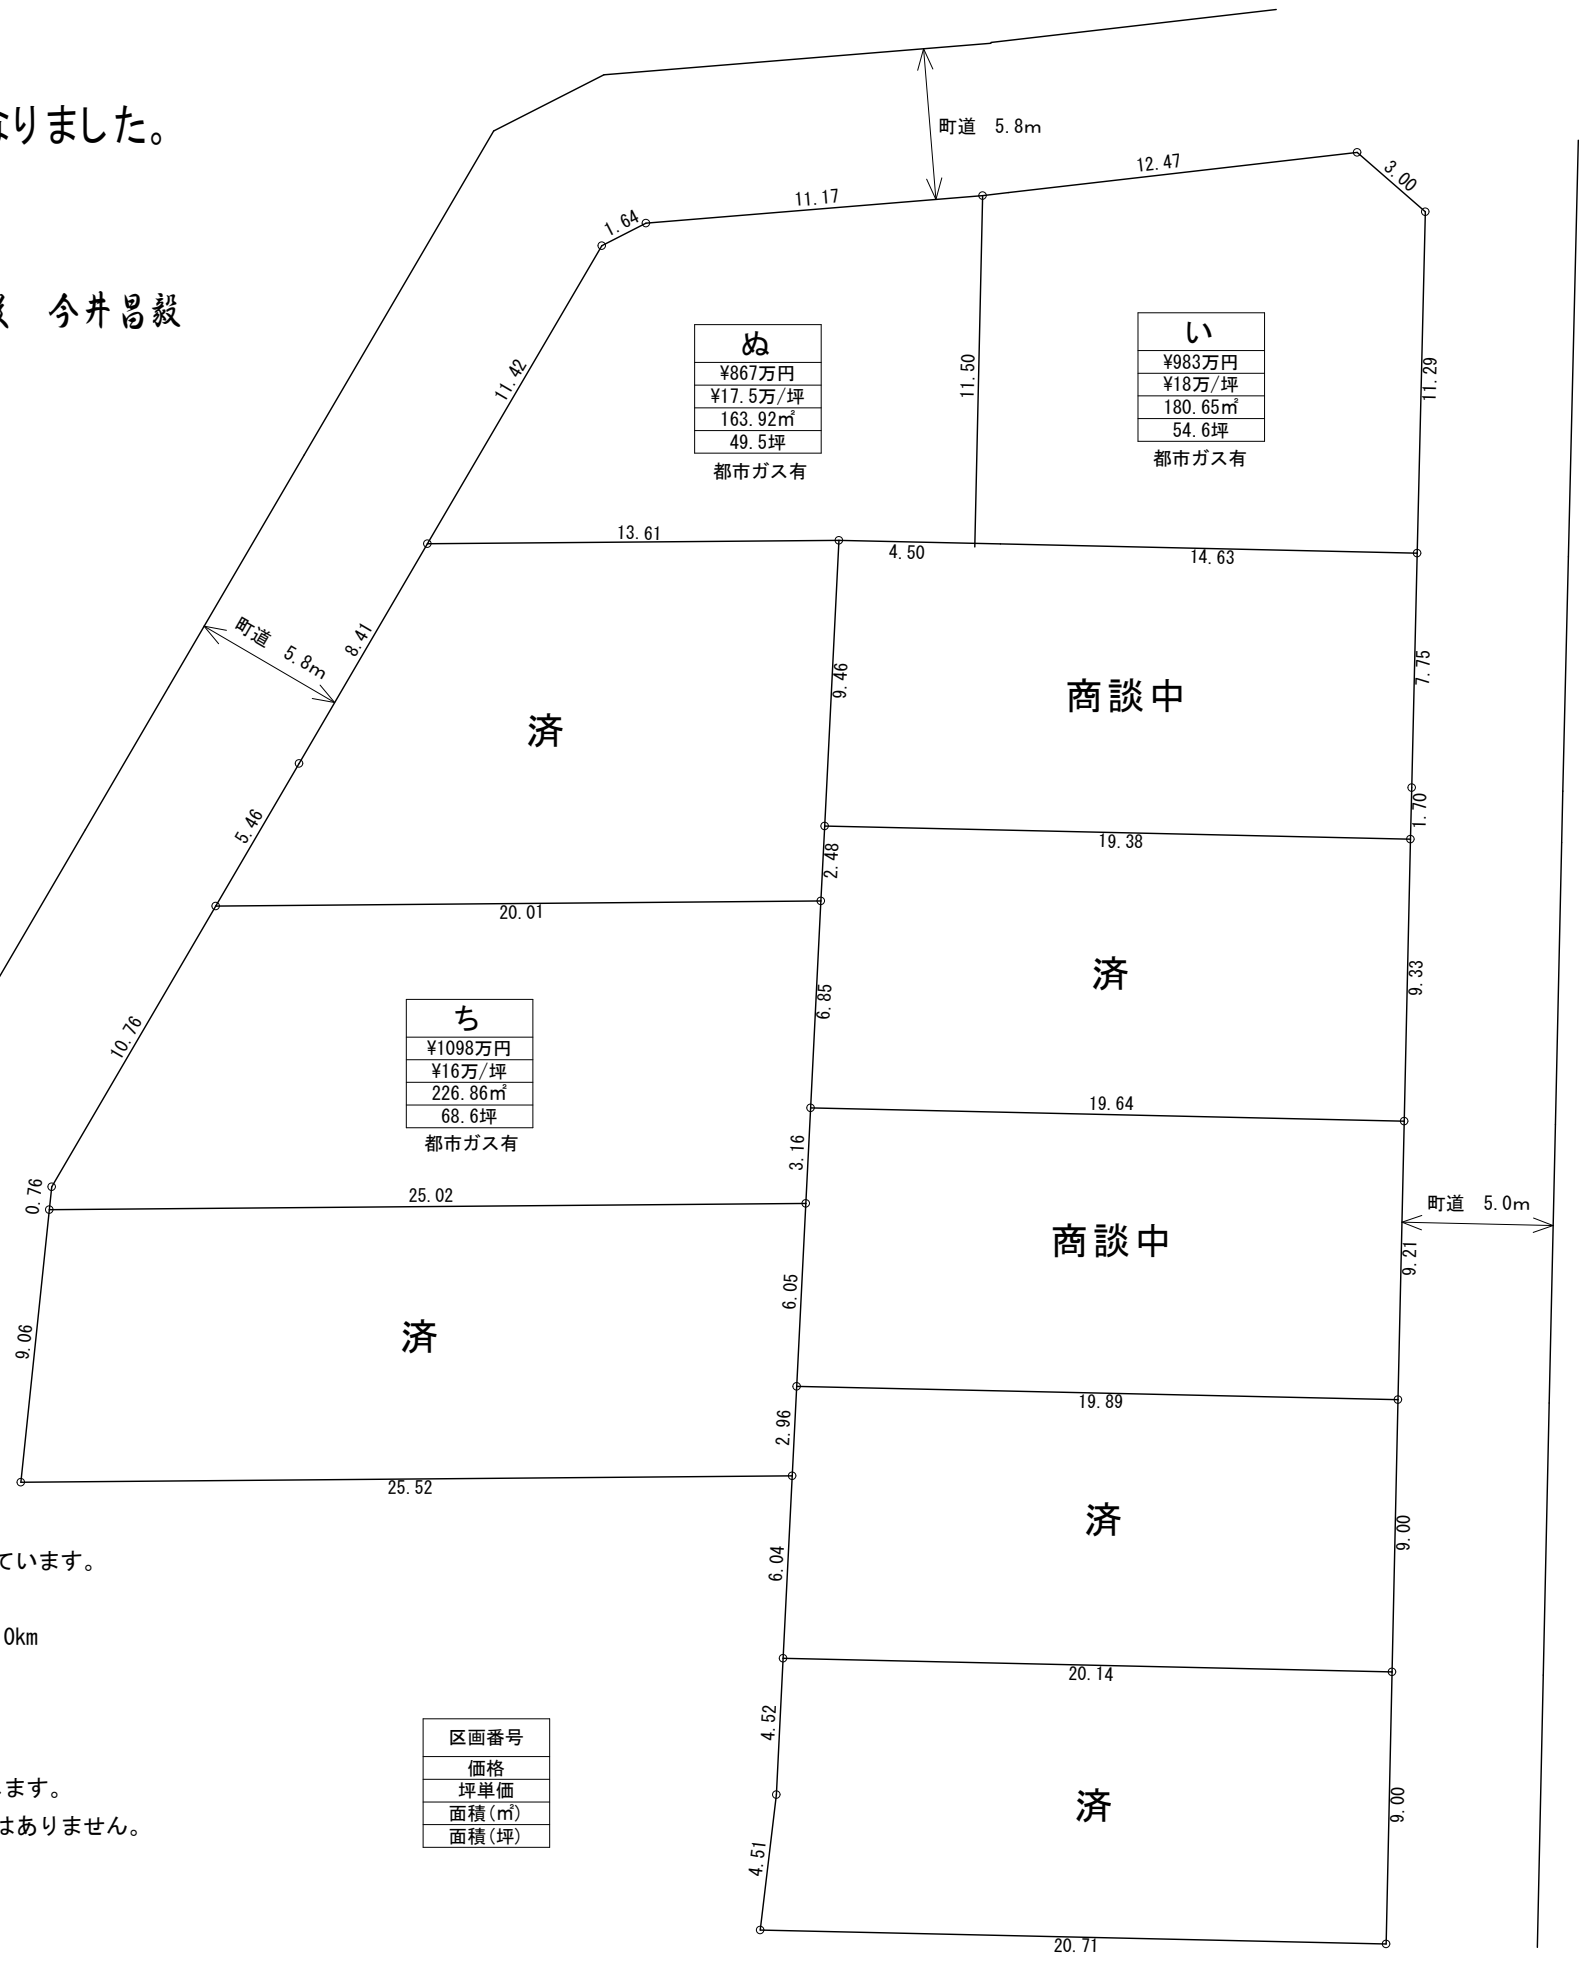 なりました。
今井昌毅
町道 5.8m
12.47
3.00
11.17
1.64
11.42
11.50
11.29
ぬ
¥867万円
¥17.5万/坪
163.92㎡
49.5坪
都市ガス有
い
¥983万円
¥18万/坪
180.65㎡
54.6坪
都市ガス有
13.61
4.50
14.63
町道 5.8m
8.41
9.46
7.75
済
商談中
5.46
1.70
2.48
19.38
20.01
6.85
済
9.33
10.76
ち
¥1098万円
¥16万/坪
226.86㎡
68.6坪
都市ガス有
19.64
3.16
0.76
25.02
町道 5.0m
商談中
9.21
6.05
9.06
済
19.89
2.96
25.52
済
9.00
6.04
ています。
0km
20.14
4.52
区画番号
価格
坪単価
面積(㎡)
面積(坪)
ます。
はありません。
済
9.00
4.51
20.71